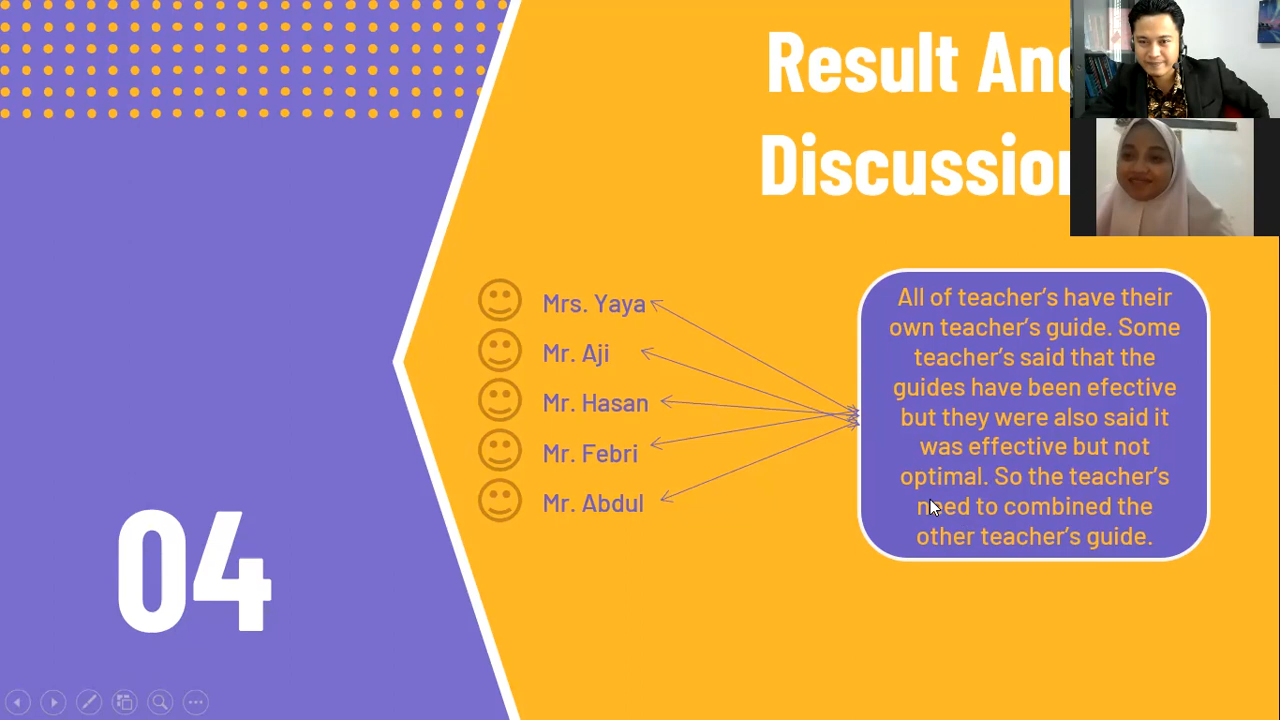 Result And
Discussion
Mrs. Yaya
Mr. Aji
Mr. Hasan
Mr. Febri
Mr. Abdul
All of teacher's have their
own teacher's guide. Some
teacher's said that the
guides have been efective
but they were also said it
was effective but not
optimal. So the teacher's
need to combined the
other teacher's guide.
04